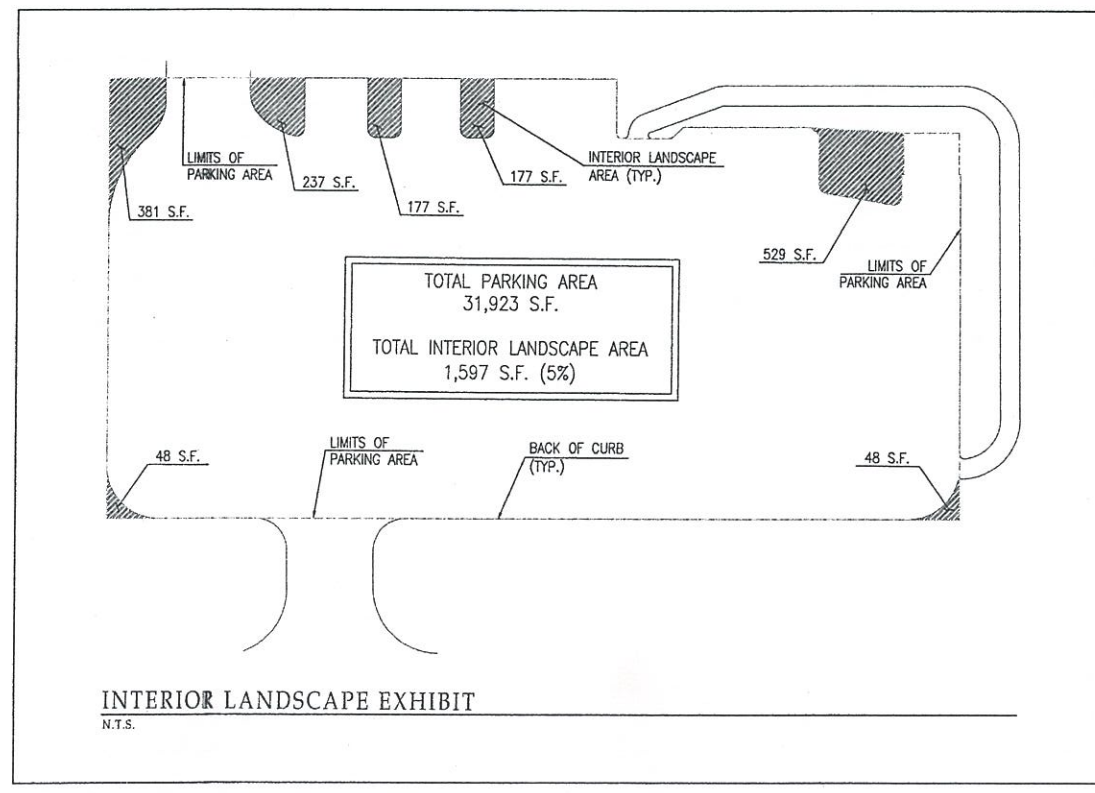 LIMITS OF
PARKING AREA
237 S.F.
177 S.F.
177 S.F.
INTERIOR LANDSCAPE
AREA (TYP.)
381 S.F.
529 S.F.
LIMITS OF
PARKING AREA
TOTAL PARKING AREA
31,923 S.F.
TOTAL INTERIOR LANDSCAPE AREA
1,597 S.F. (5%)
48 S.F.
LIMITS OF
PARKING AREA
BACK OF CURB
(TYP.)
48 S.F.
INTERIOR LANDSCAPE EXHIBIT
N.T.S.